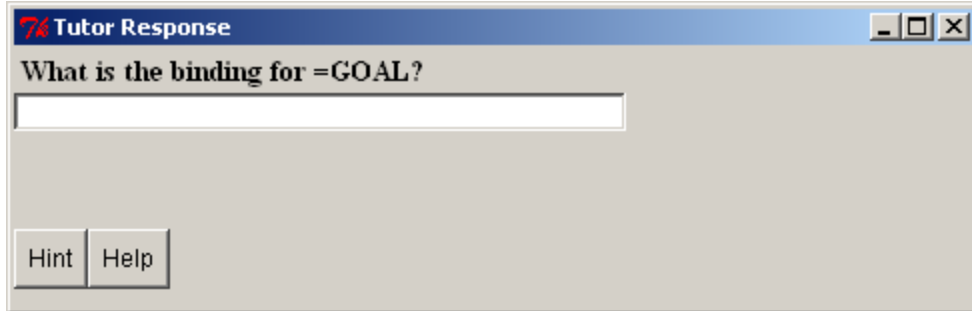 Tutor Response
What is the binding for =GOAL?
Hint Help